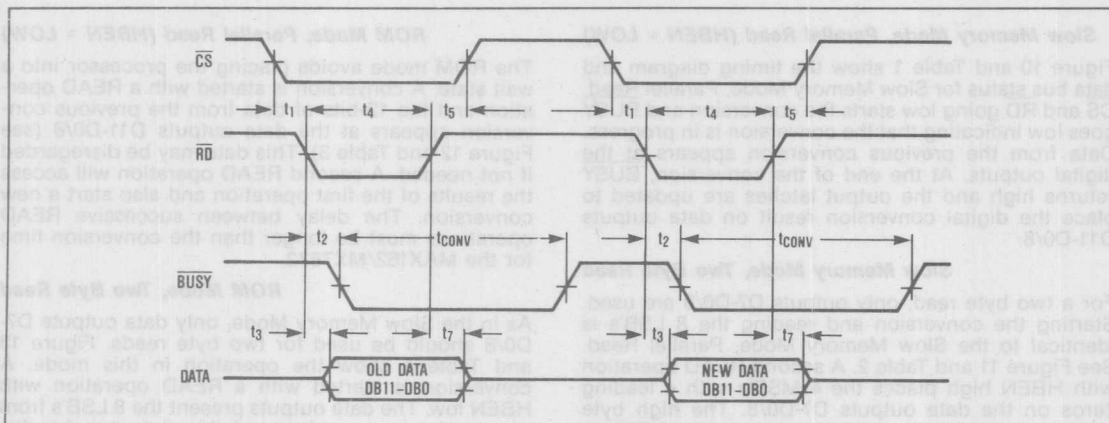 CS
t1 t4 t5 t1 t4 t5
RD
t2 tCONV t2 tCONV
BUSY
t3 t7 t3 t7
OLD DATA NEW DATA
DB11-DB0 DB11-DB0
Slow Memory Mode, Parallel Read (HBEN = LOW)
Figure 10 and Table 1 show the timing diagram and
data bus status for Slow Memory Mode, Parallel Read.
CS and RD going low starts the conversion and BUSY
goes low indicating that the conversion is in progress.
Data from the previous conversion appears at the
digital outputs. At the end of the conversion, BUSY
returns high and the output latches are updated to
place the digital conversion result on data outputs
D11-D0/8
Slow Memory Mode, Two Byte Read
For a two byte read, only outputs D7-D0/8 are used.
Starting the conversion and reading the 8 LSB's is
identical to the Slow Memory Mode, Parallel Read.
See Figure 11 and Table 2. A second READ operation
with HBEN high places the 4 MSB's with 4 leading
zeros on the data outputs D7-D0/8. The high byte
ROM Mode, Parallel Read (HBEN = LOW)
The ROM mode avoids placing the processor into a
wait state. A conversion is started with a READ oper-
ation and the 12 bits of data from the previous con-
version appears at the data outputs D11-D0/8 (see
Figure 12 and Table 3). This data may be disregarded
if not needed. A second READ operation will access
the results of the first operation and also start a new
conversion. The delay between successive READ
operations must be longer than the conversion time
for the
ROM Mode, Two Byte Read
As in the Slow Memory Mode, only data outputs D7-
D0/8 should be used for two byte reads. Figure 13
and Table 4 show the operation in this mode. A
conversion is started with a READ operation with
HBEN low. The data outputs present the 8 LSB's from